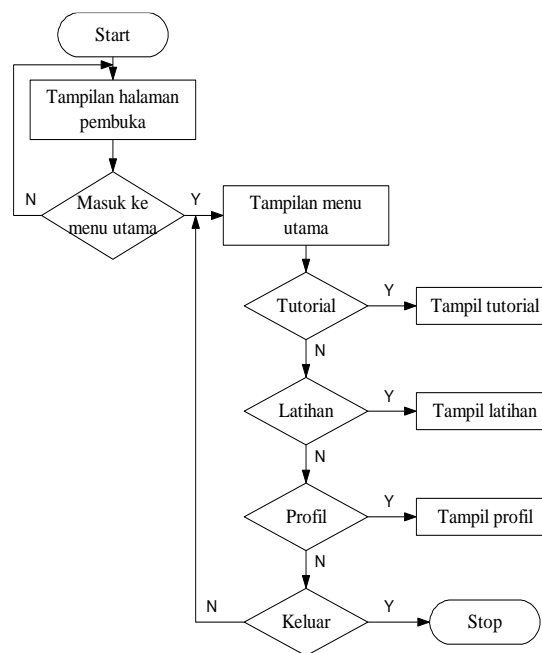 Start
Tampilan halaman
pembuka
N
Masuk ke
menu utama
Y
Tampilan menu
utama
Tutorial
Y
Tampil tutorial
N
Latihan
Y
Tampil latihan
N
Profil
Y
Tampil profil
N
N
Keluar
Y
Stop